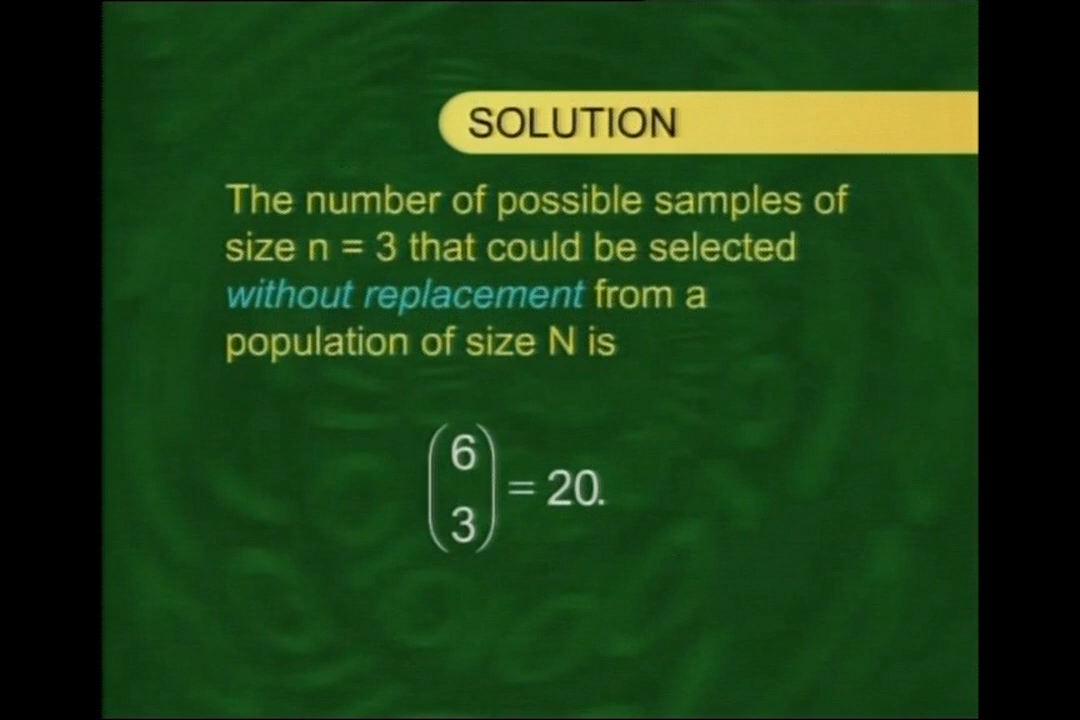 SOLUTION
The number of possible samples of
size n = 3 that could be selected
without replacement from a
population of size N is
(6
3) = 20.